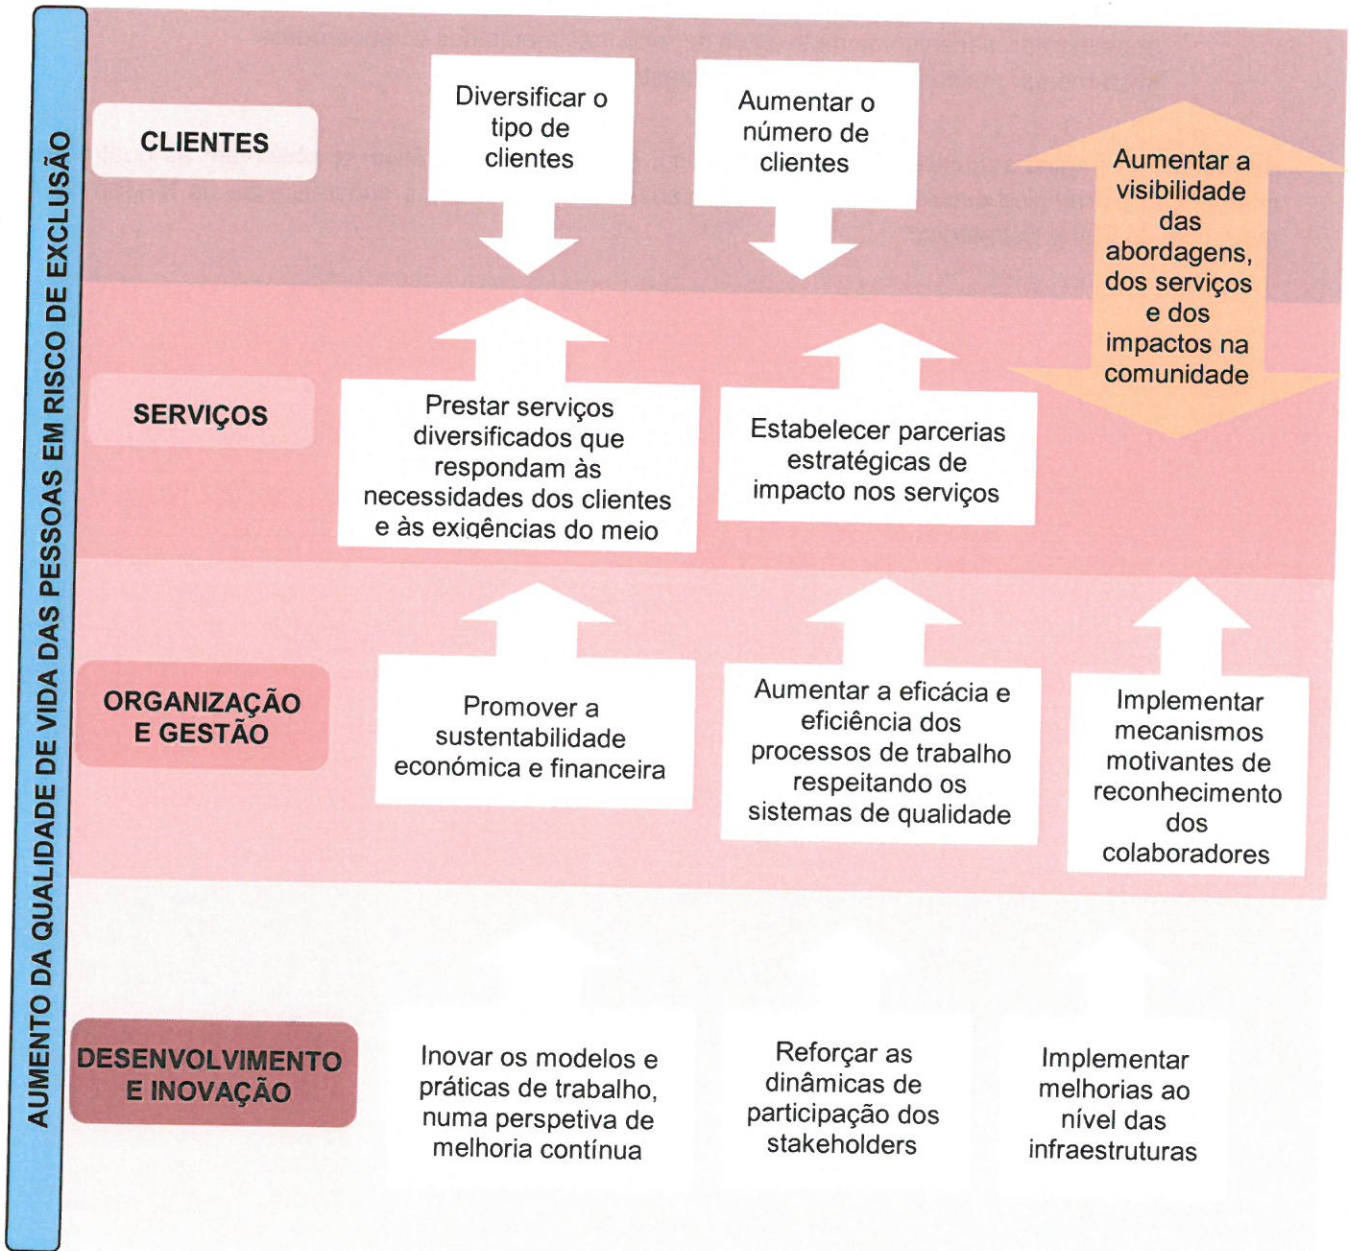 AUMENTO DA QUALIDADE DE VIDA DAS PESSOAS EM RISCO DE EXCLUSÃO
CLIENTES
Diversificar o
tipo de
clientes
Aumentar o
número de
clientes
Aumentar a
visibilidade
das
abordagens,
dos serviços
e dos
impactos na
comunidade
SERVIÇOS
Prestar serviços
diversificados que
respondam às
necessidades dos clientes
e às exigências do meio
Estabelecer parcerias
estratégicas de
impacto nos serviços
ORGANIZAÇÃO
E GESTÃO
Promover a
sustentabilidade
económica e financeira
Aumentar a eficácia e
eficiência dos
processos de trabalho
respeitando os
sistemas de qualidade
Implementar
mecanismos
motivantes de
reconhecimento
dos
colaboradores
DESENVOLVIMENTO
E INOVAÇÃO
Inovar os modelos e
práticas de trabalho,
numa perspetiva de
melhoria contínua
Reforçar as
dinâmicas de
participação dos
stakeholders
Implementar
melhorias ao
nível das
infraestruturas